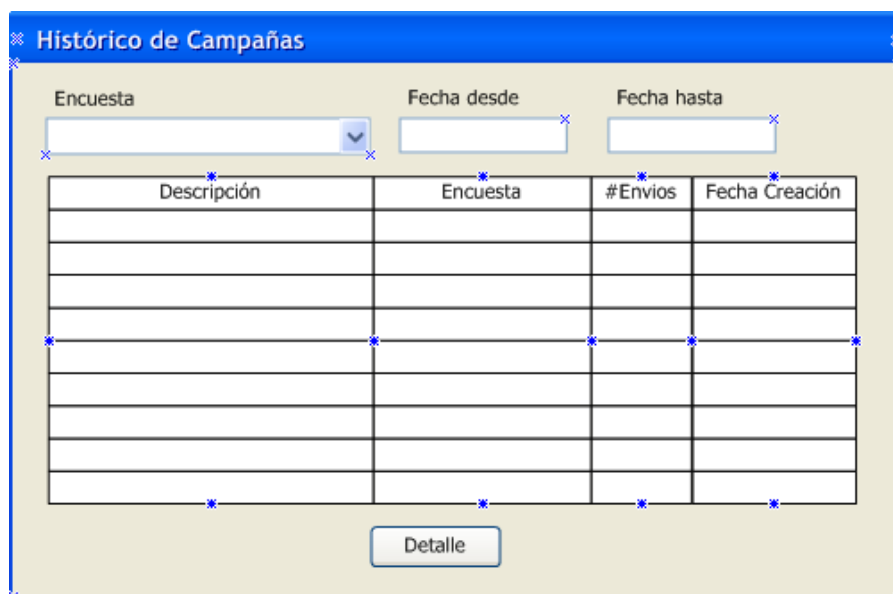 Histórico de Campañas
Encuesta Fecha desde Fecha hasta
Descripción Encuesta #Envios Fecha Creación
Detalle